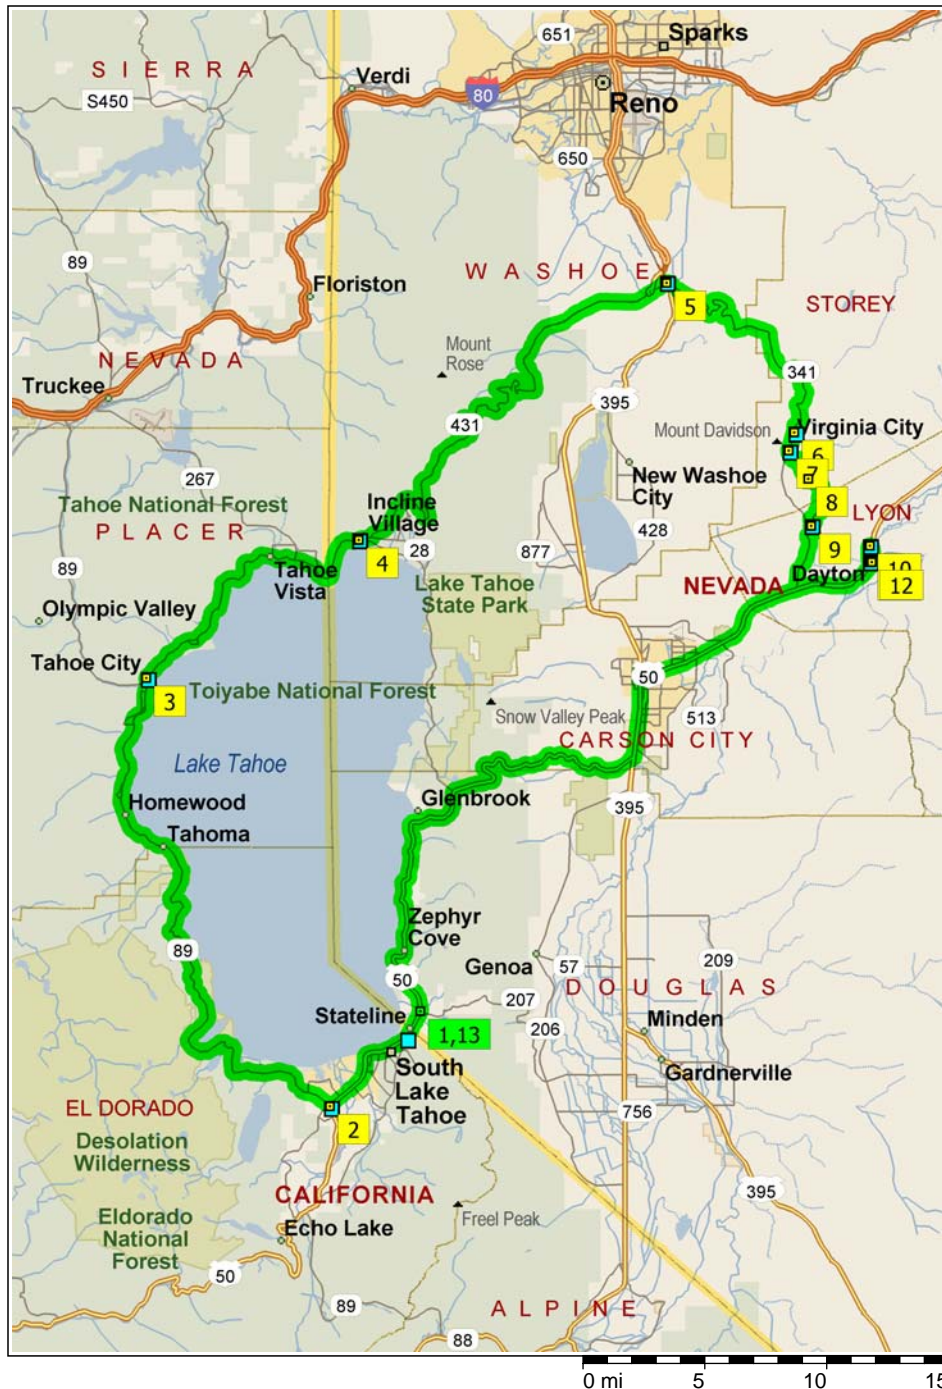 651
Sparks
SIERRA
Verdi
S450
80
Reno
650
89
WASHOE
Floriston
5
STOREY
NEVADA
Mount
Rose
341
Truckee
395
431
Mount Davidson
Virginia City
6
7
267
New Washoe
City
Tahoe National Forest
Incline
Village
8
LYON
PLACER
428
28
877
9
89
4
Tahoe
Vista
Lake Tahoe
State Park
NEVADA
Dayton
10
12
Olympic Valley
Tahoe City
50
3
Toiyabe National Forest
Snow Valley Peak
513
CARSON CITY
Lake Tahoe
Homewood
Glenbrook
395
Tahoma
Zephyr
Cove
89
209
Genoa
57
50
DOUGLAS
207
Stateline
206
Minden
1,13
South
Lake
Tahoe
Gardnerville
EL DORADO
756
2
Desolation
Wilderness
CALIFORNIA
395
Eldorado
National
Forest
Freel Peak
Echo Lake
50
89
ALPINE
88
0 mi
5
10
15